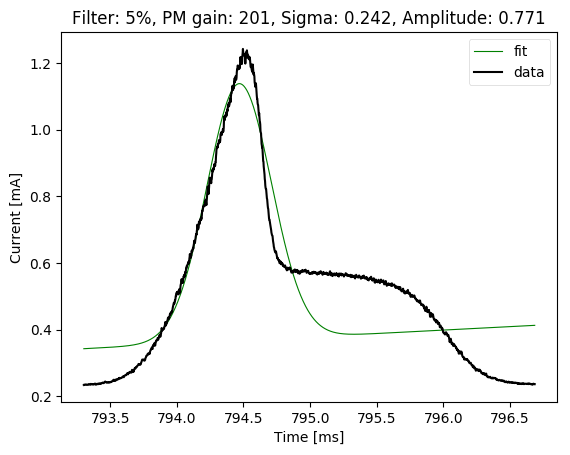 Filter: 5%, PM gain: 201, Sigma: 0.242, Amplitude: 0.771
fit
data
1.2
1.0
0.8
0.6
0.4
0.2
Current [mA]
793.5 794.0 794.5 795.0 795.5 796.0 796.5
Time [ms]